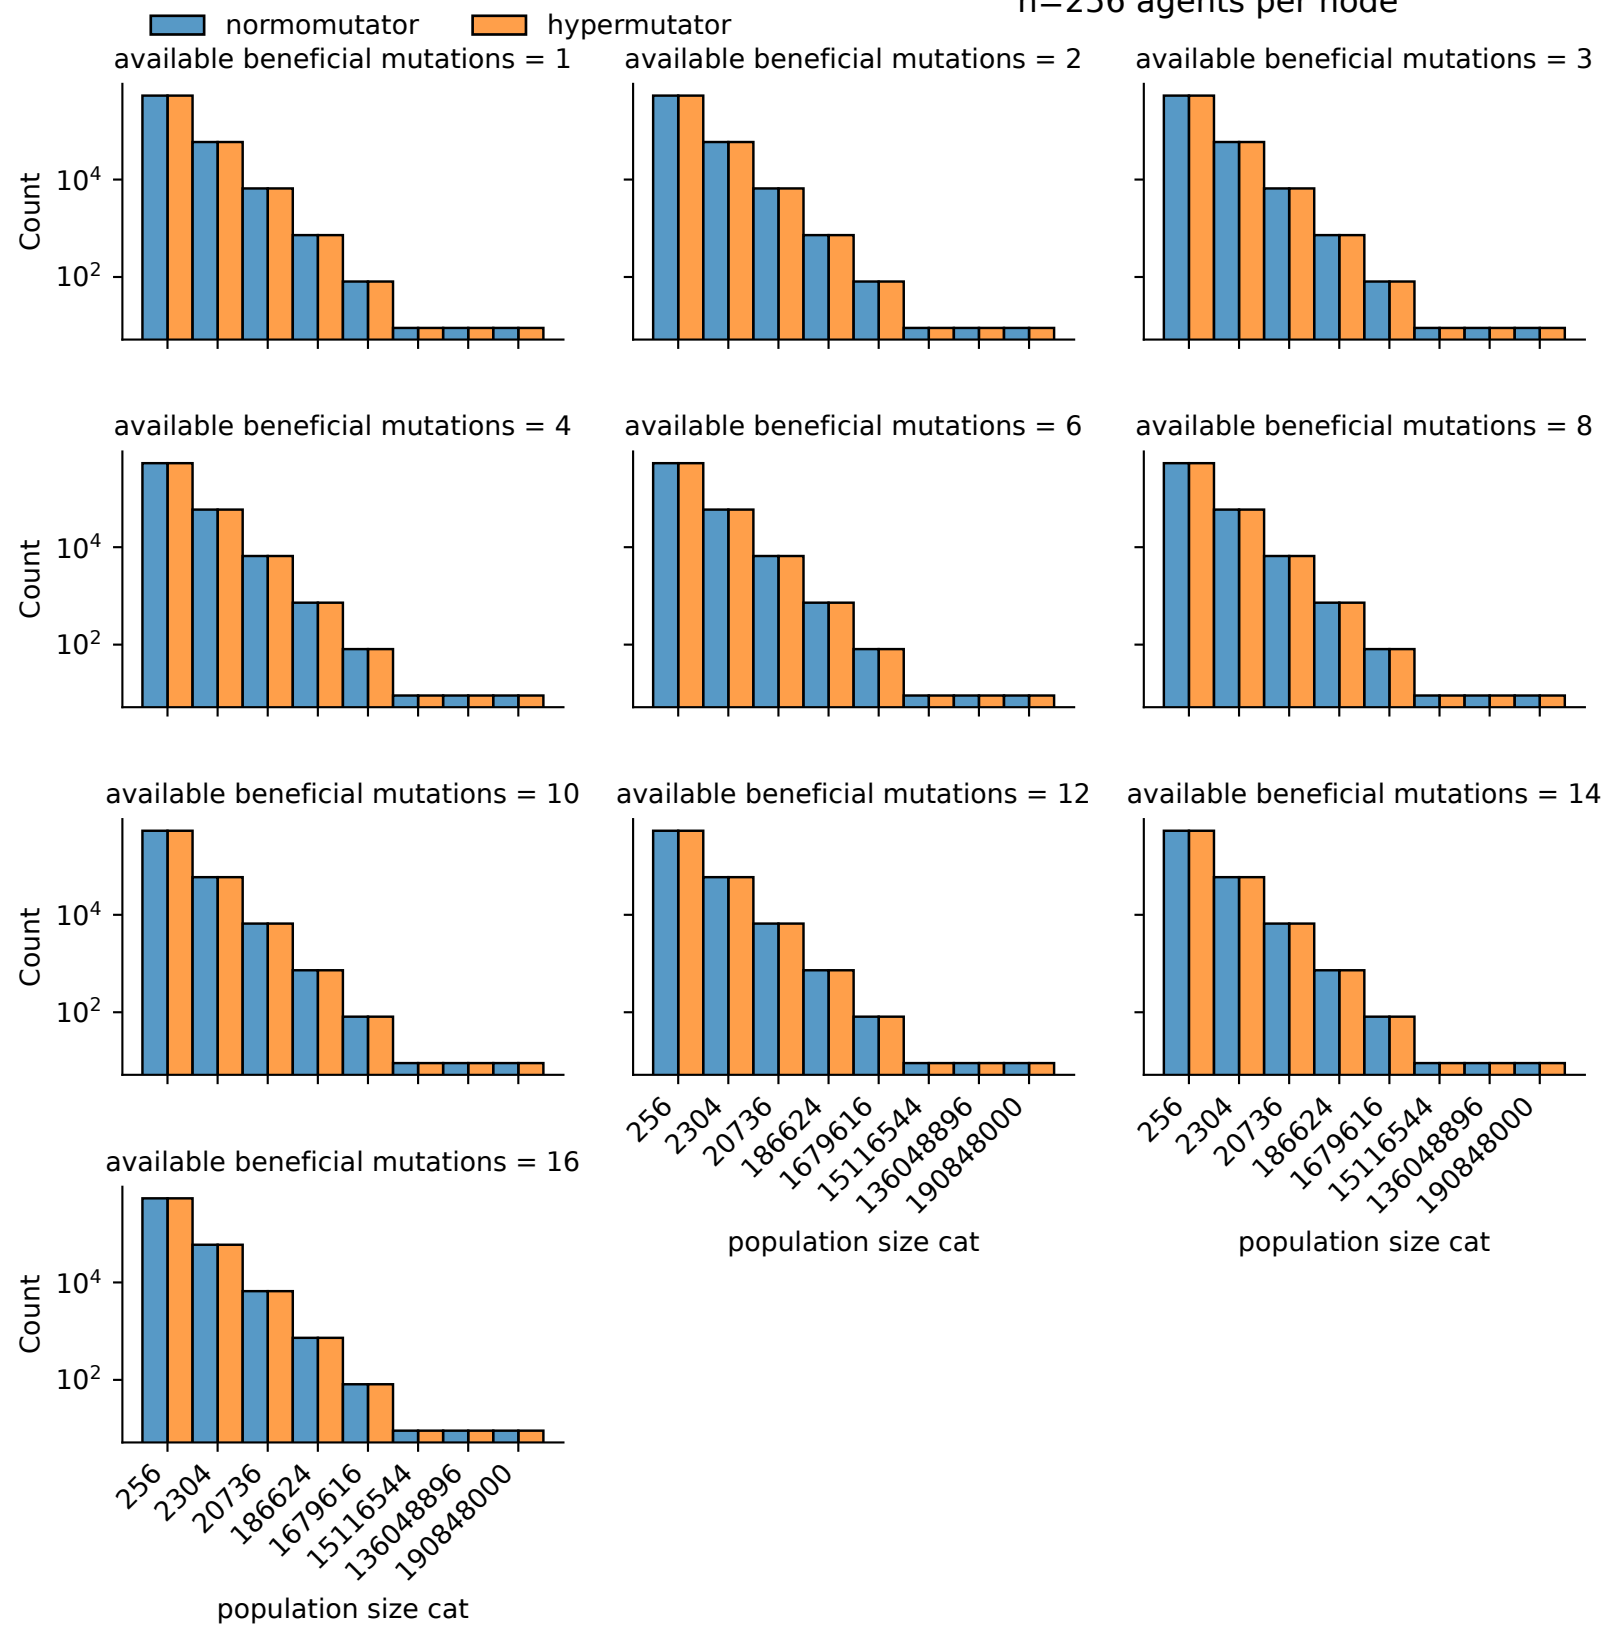 n=256 agents per node
normomutator hypermutator
available beneficial mutations = 1
available beneficial mutations = 2
available beneficial mutations = 3
Count
10^4
10^2
available beneficial mutations = 4
available beneficial mutations = 6
available beneficial mutations = 8
Count
10^4
10^2
available beneficial mutations = 10
available beneficial mutations = 12
available beneficial mutations = 14
Count
10^4
10^2
256
2304
20736
186624
1679616
15116544
136048896
190848000
population size cat
256
2304
20736
186624
1679616
15116544
136048896
190848000
population size cat
available beneficial mutations = 16
Count
10^4
10^2
256
2304
20736
186624
1679616
15116544
136048896
190848000
population size cat